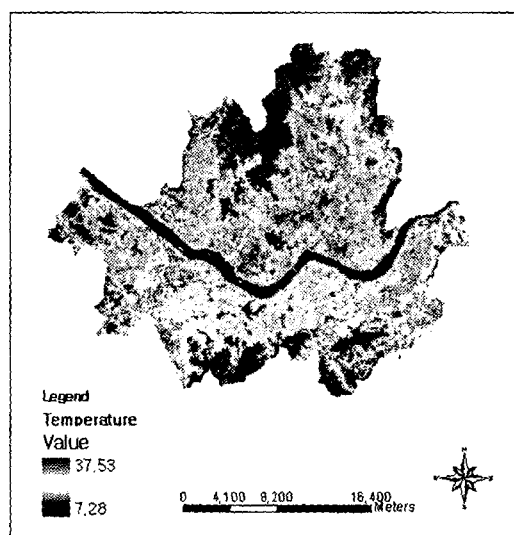 Legend
Temperature
Value
37,53
7,28
0 4,100 8,200 16,400
Meters
N